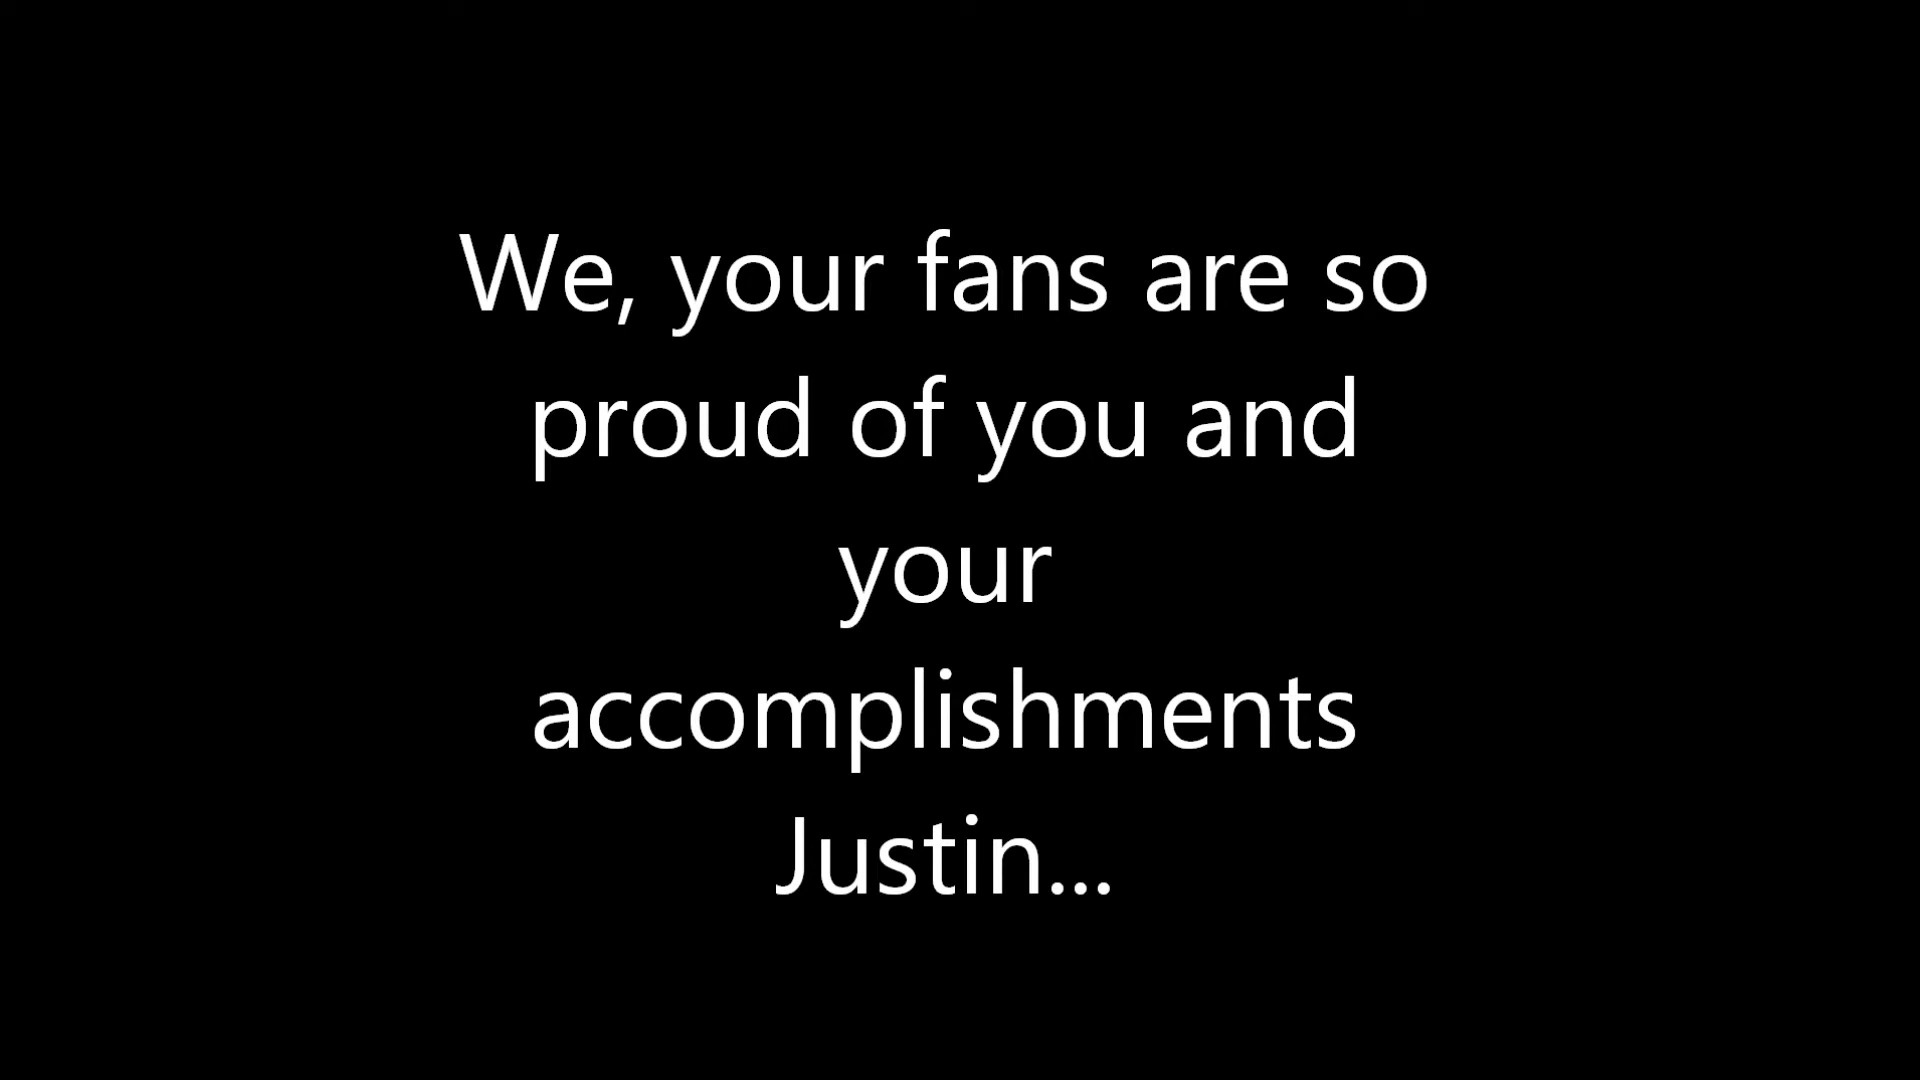 We, your fans are so
proud of you and
your
accomplishments
Justin...